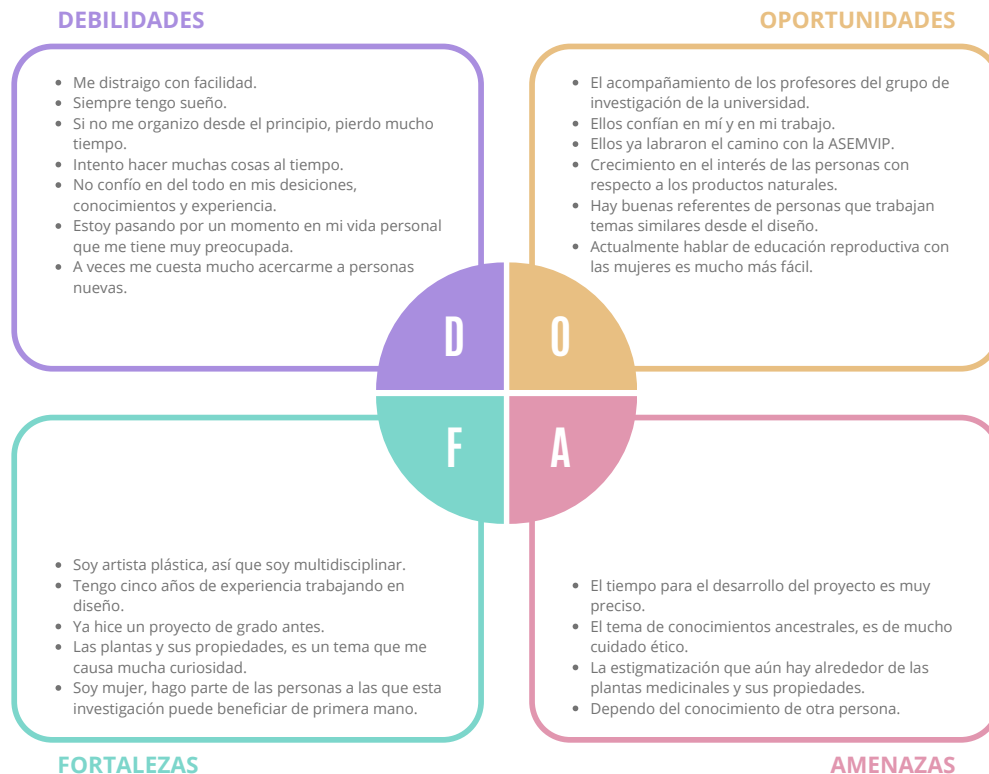 DEBILIDADES
• Me distraigo con facilidad.
• Siempre tengo sueño.
• Si no me organizo desde el principio, pierdo mucho
tiempo.
• Intento hacer muchas cosas al tiempo.
• No confío en del todo en mis desiciones,
conocimientos y experiencia.
• Estoy pasando por un momento en mi vida personal
que me tiene muy preocupada.
• A veces me cuesta mucho acercarme a personas
nuevas.
OPORTUNIDADES
• El acompañamiento de los profesores del grupo de
investigación de la universidad.
• Ellos confían en mí y en mi trabajo.
• Ellos ya labraron el camino con la ASEMVIP.
• Crecimiento en el interés de las personas con
respecto a los productos naturales.
• Hay buenas referentes de personas que trabajan
temas similares desde el diseño.
• Actualmente hablar de educación reproductiva con
las mujeres es mucho más fácil.
D
O
F
A
• Soy artista plástica, así que soy multidisciplinar.
• Tengo cinco años de experiencia trabajando en
diseño.
• Ya hice un proyecto de grado antes.
• Las plantas y sus propiedades, es un tema que me
causa mucha curiosidad.
• Soy mujer, hago parte de las personas a las que esta
investigación puede beneficiar de primera mano.
FORTALEZAS
• El tiempo para el desarrollo del proyecto es muy
preciso.
• El tema de conocimientos ancestrales, es de mucho
cuidado ético.
• La estigmatización que aún hay alrededor de las
plantas medicinales y sus propiedades.
• Dependo del conocimiento de otra persona.
AMENAZAS